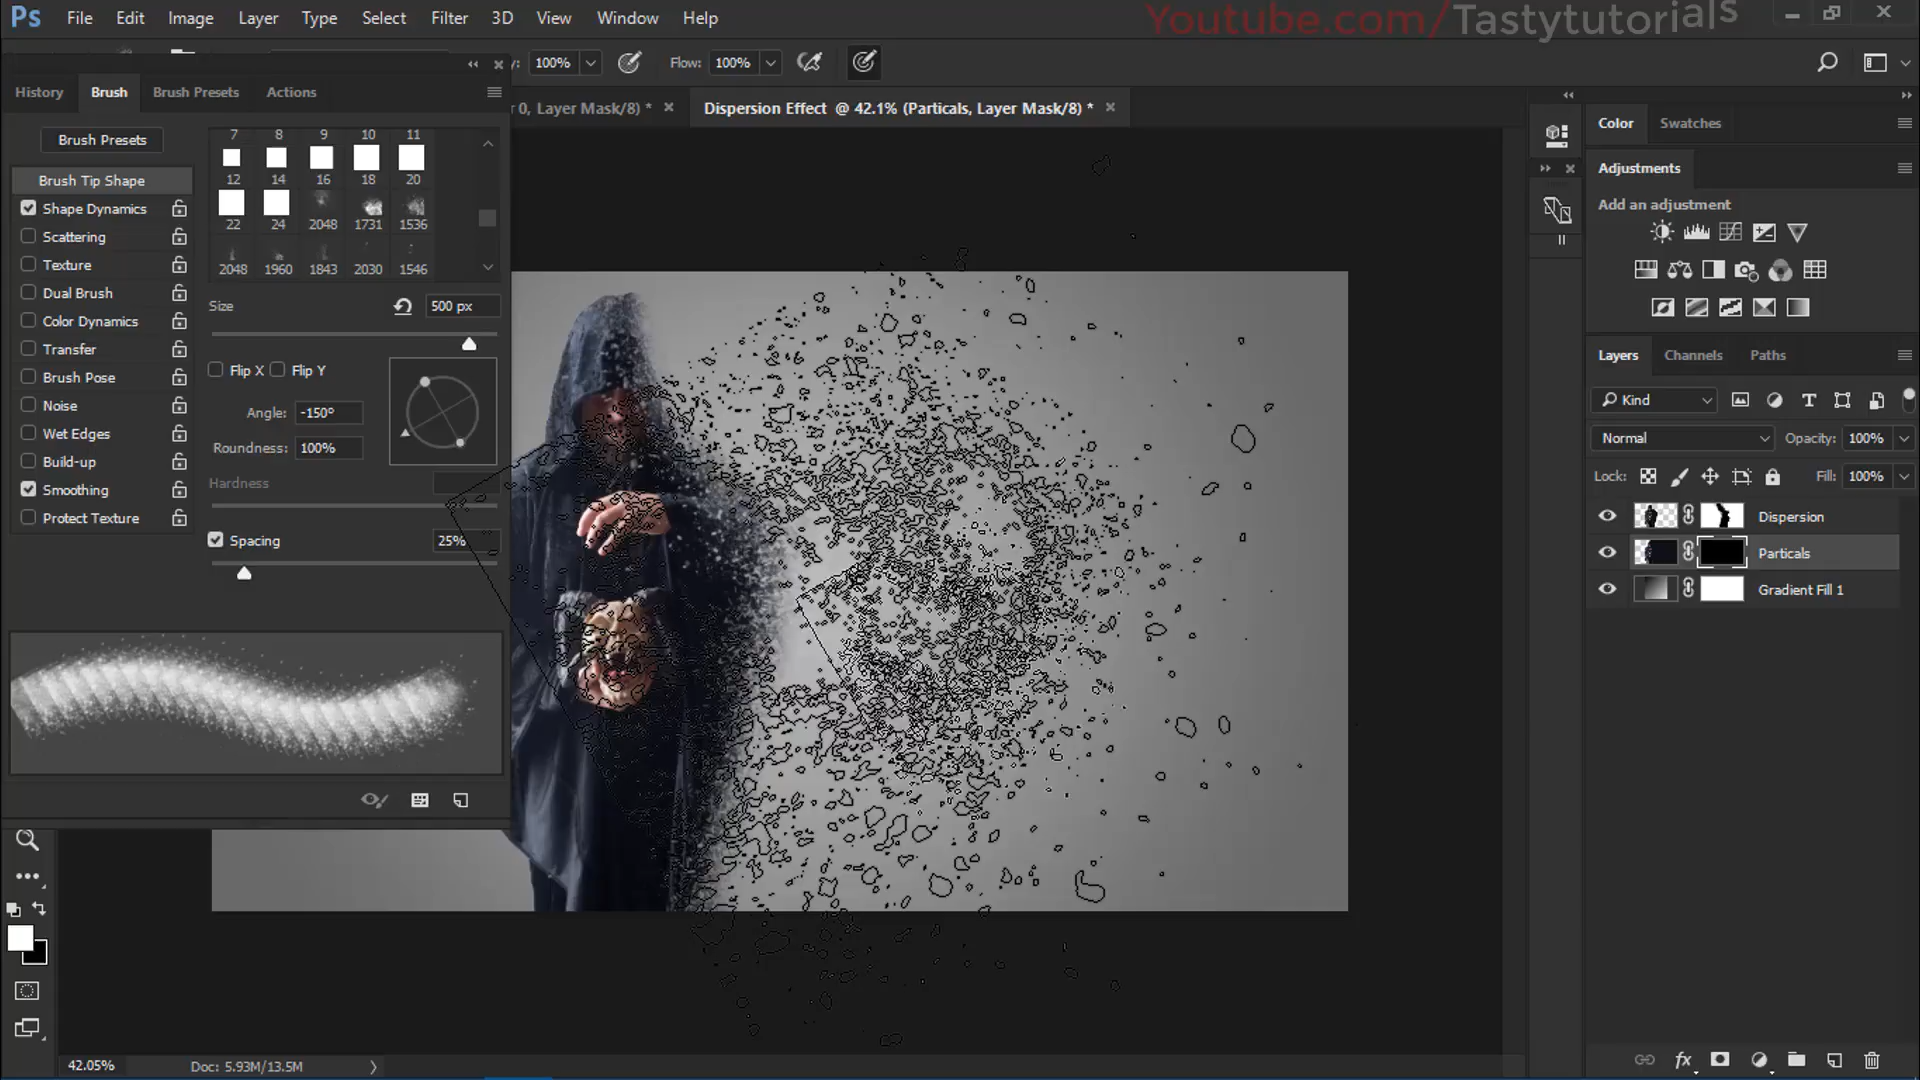 Ps File Edit Image Layer Type Select Filter 3D View Window Help
Youtube.com/Tastytutorials
y: 100% Flow: 100%
History Brush Brush Presets Actions
r 0, Layer Mask/8) * Dispersion Effect @ 42.1% (Particals, Layer Mask/8) *
Brush Presets
7 8 9 10 11
12 14 16 18 20
22 24 2048 1731 1536
2048 1960 1843 2030 1546
Brush Tip Shape
Shape Dynamics
Scattering
Texture
Dual Brush
Color Dynamics
Transfer
Brush Pose
Noise
Wet Edges
Build-up
Smoothing
Protect Texture
Size 500 px
Flip X Flip Y
Angle: -150º
Roundness: 100%
Hardness
Spacing 25%
Color Swatches
Adjustments
Add an adjustment
Layers Channels Paths
Kind
Normal Opacity: 100%
Lock: Fill: 100%
Dispersion
Particals
Gradient Fill 1
fx
42.05% Doc: 5.93M/13.5M